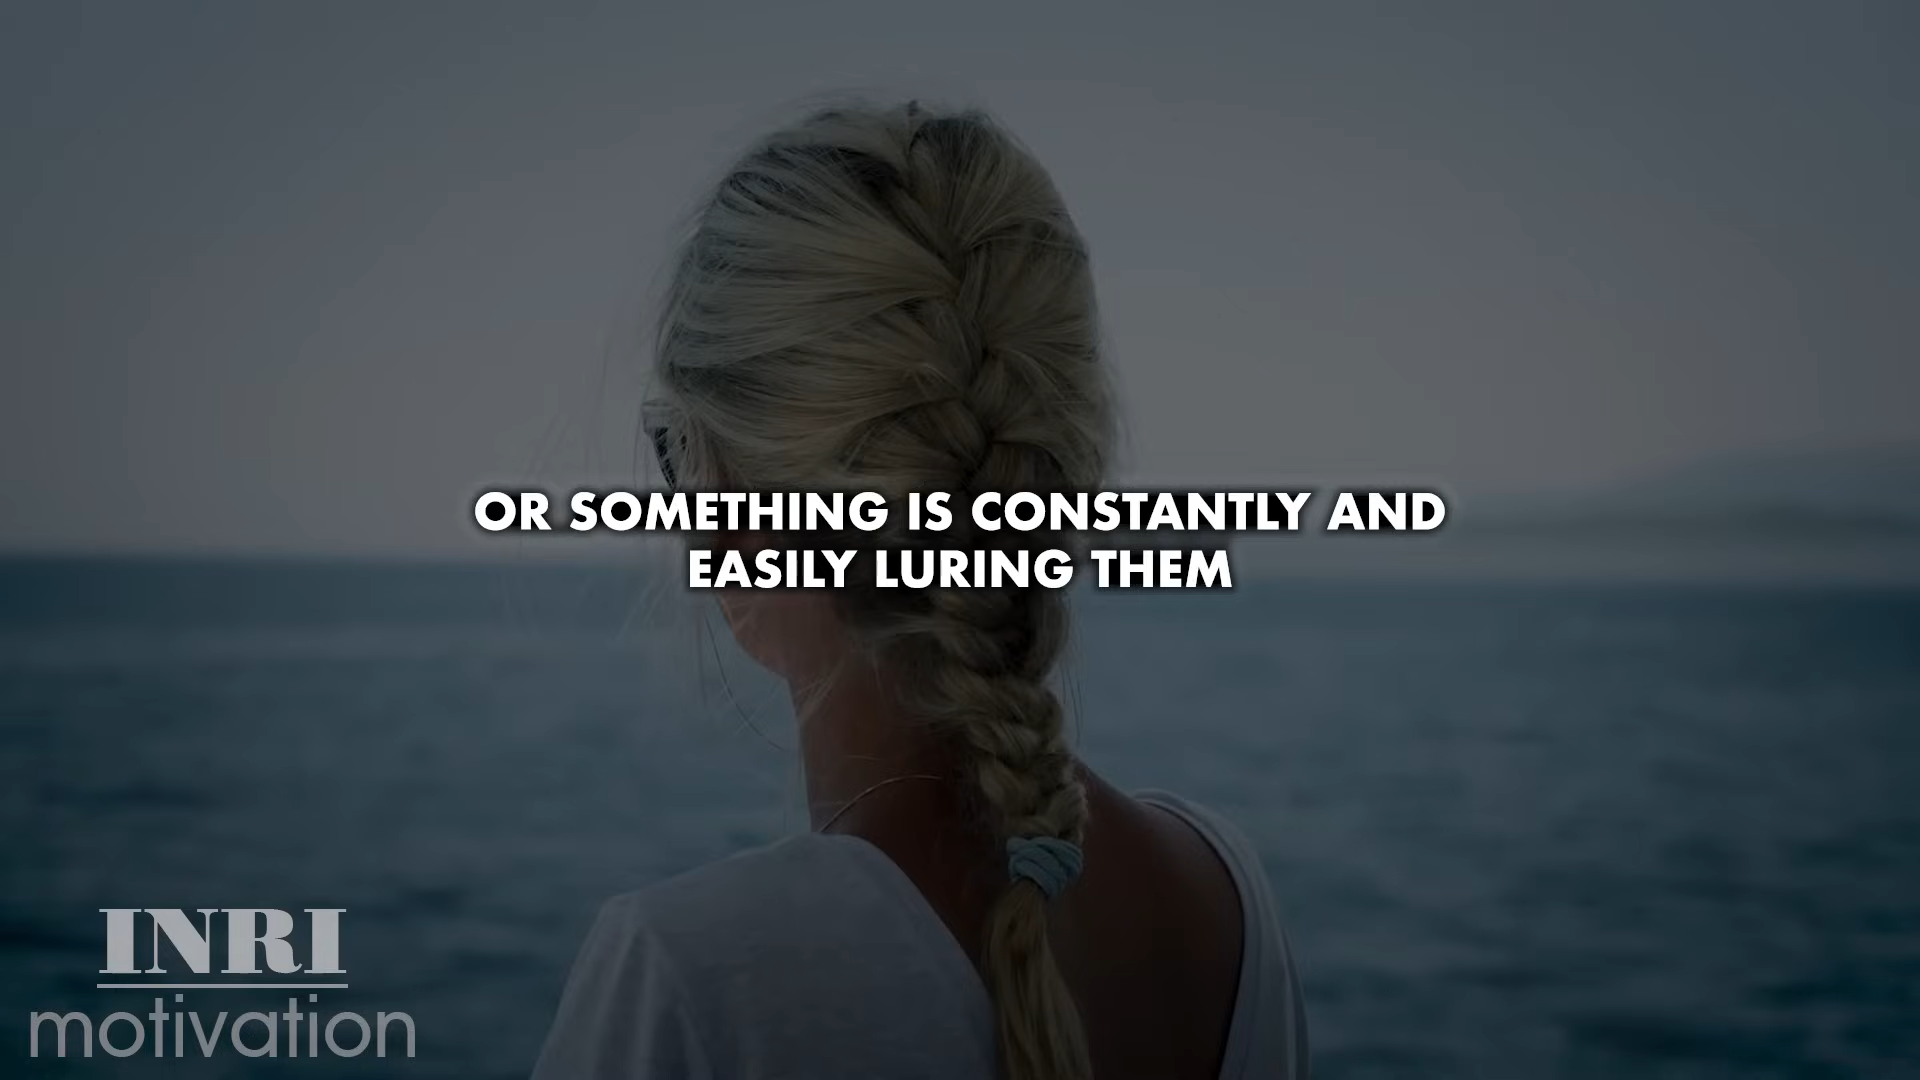 OR SOMETHING IS CONSTANTLY AND
EASILY LURING THEM
INRI
motivation